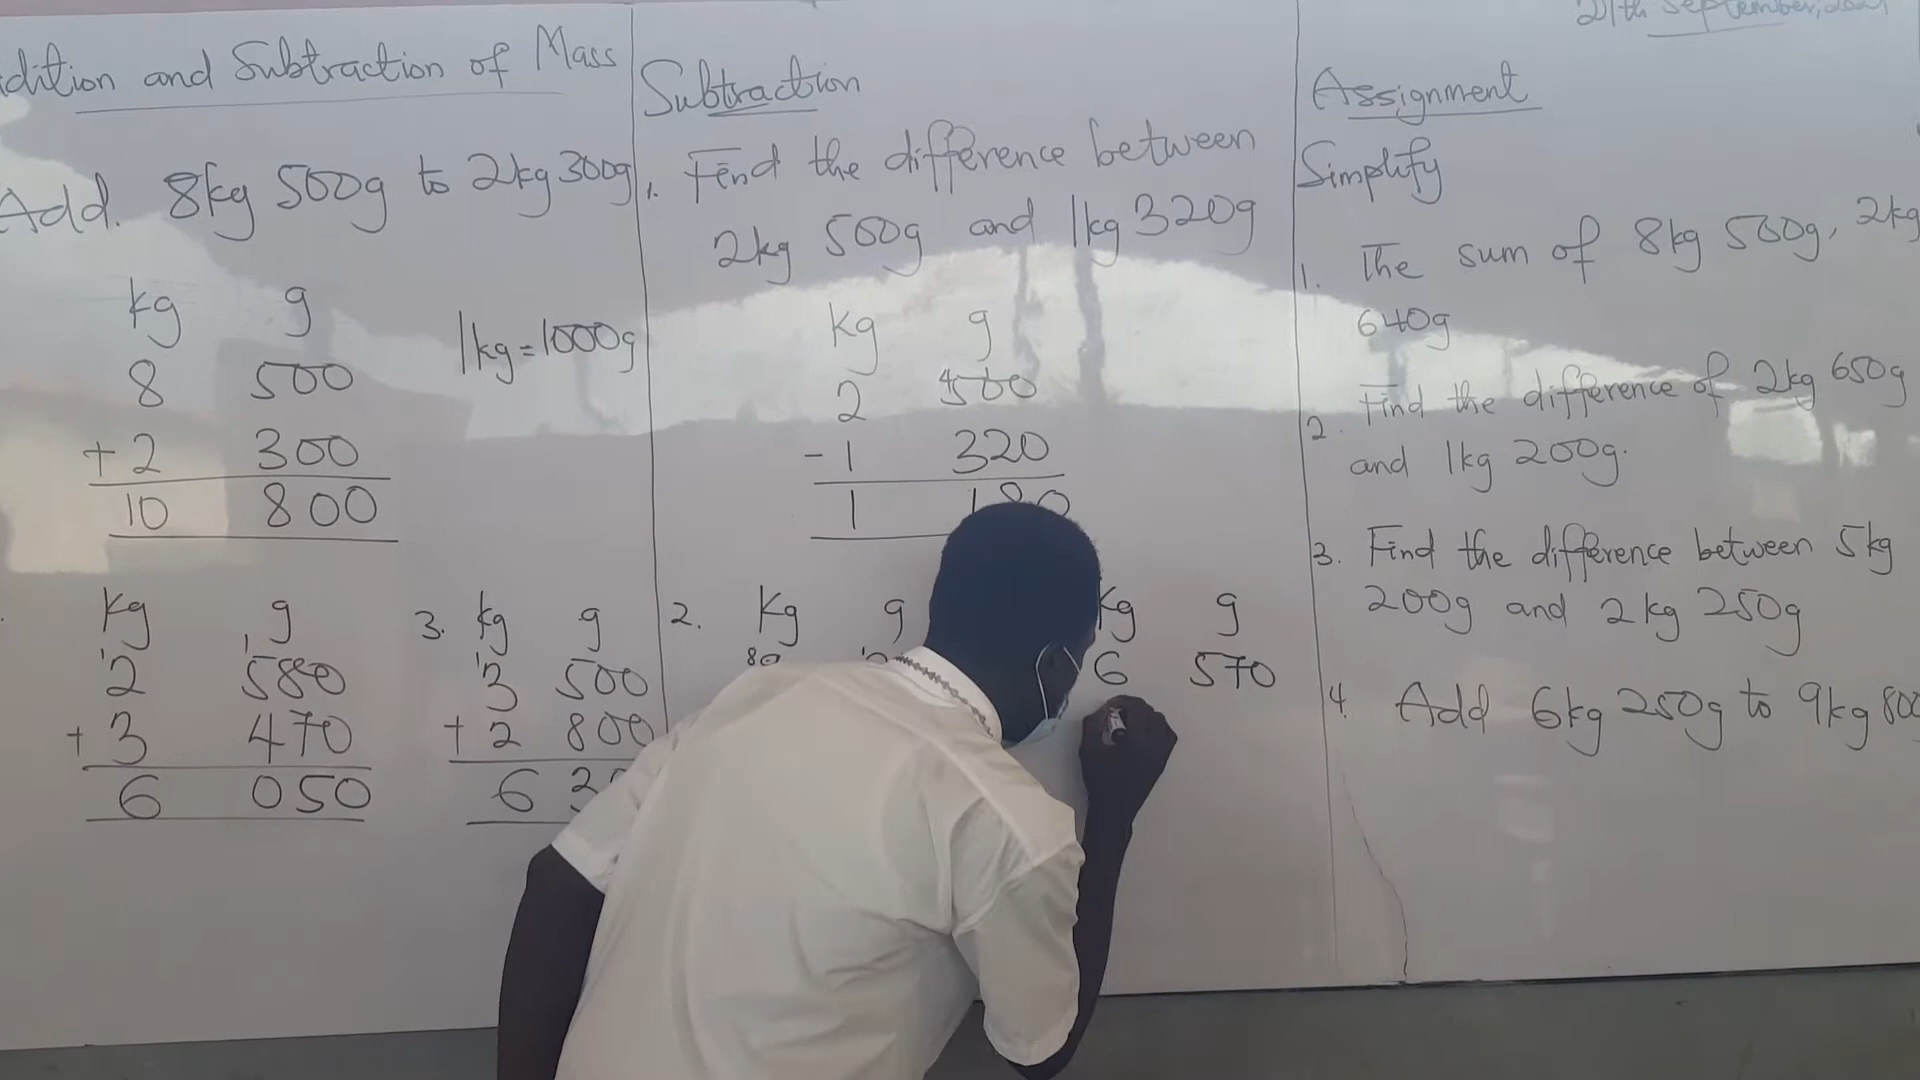 dition and Subtraction of Mass
Add. 8kg 500g to 2kg 300g
kg g
1kg = 1000g
8 500
+ 2 300
10 800
kg g
2 580
+ 3 470
6 050
3. kg g
3 500
+ 2 800
6
Subtraction
1. Find the difference between
2kg 500g and 1kg 320g
kg g
2 500
- 1 320
1 180
2. Kg g
kg g
6 570
September, 2021
Assignment
Simplify
1. The sum of 8kg 500g, 2kg
640g
2. Find the difference of 2kg 650g
and 1kg 200g.
3. Find the difference between 5kg
200g and 2kg 250g
4. Add 6kg 250g to 9kg 800